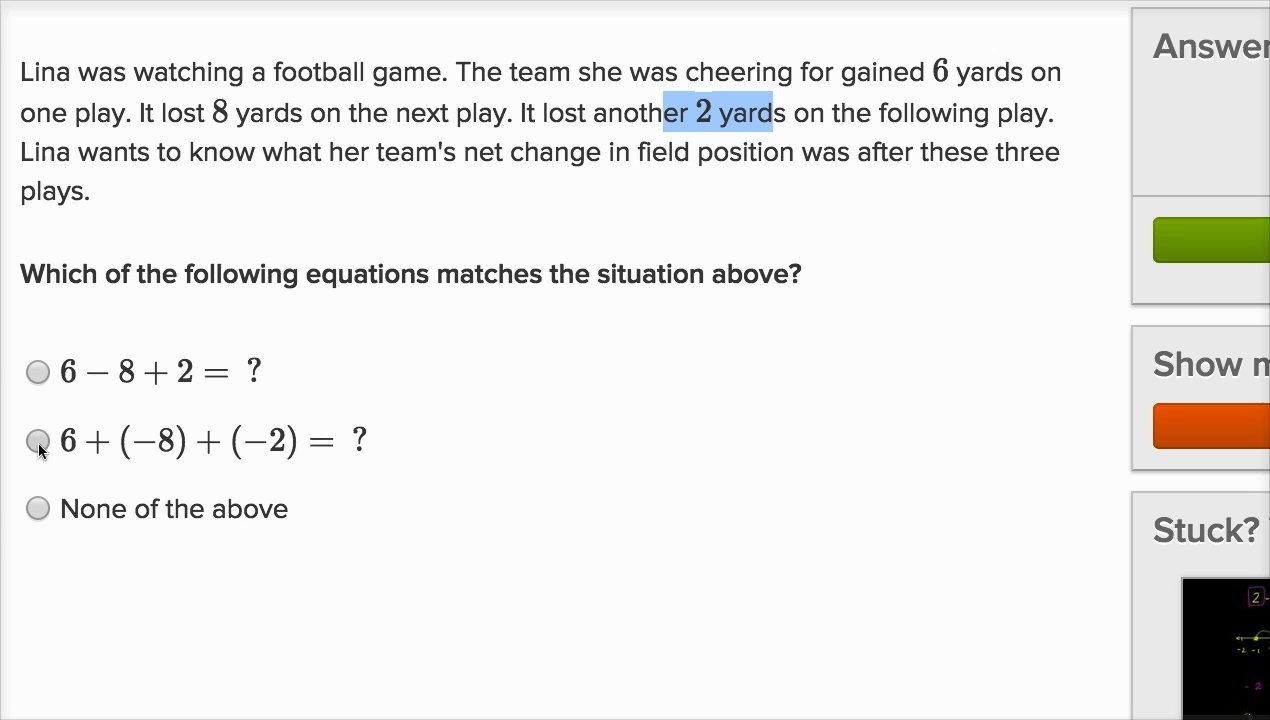 Lina was watching a football game. The team she was cheering for gained 6 yards on
one play. It lost 8 yards on the next play. It lost another 2 yards on the following play.
Lina wants to know what her team's net change in field position was after these three
plays.
Which of the following equations matches the situation above?
6 − 8 + 2 = ?
6 + (−8) + (−2) = ?
None of the above
Answer
Show m
Stuck?
2
-2 -1
- 2